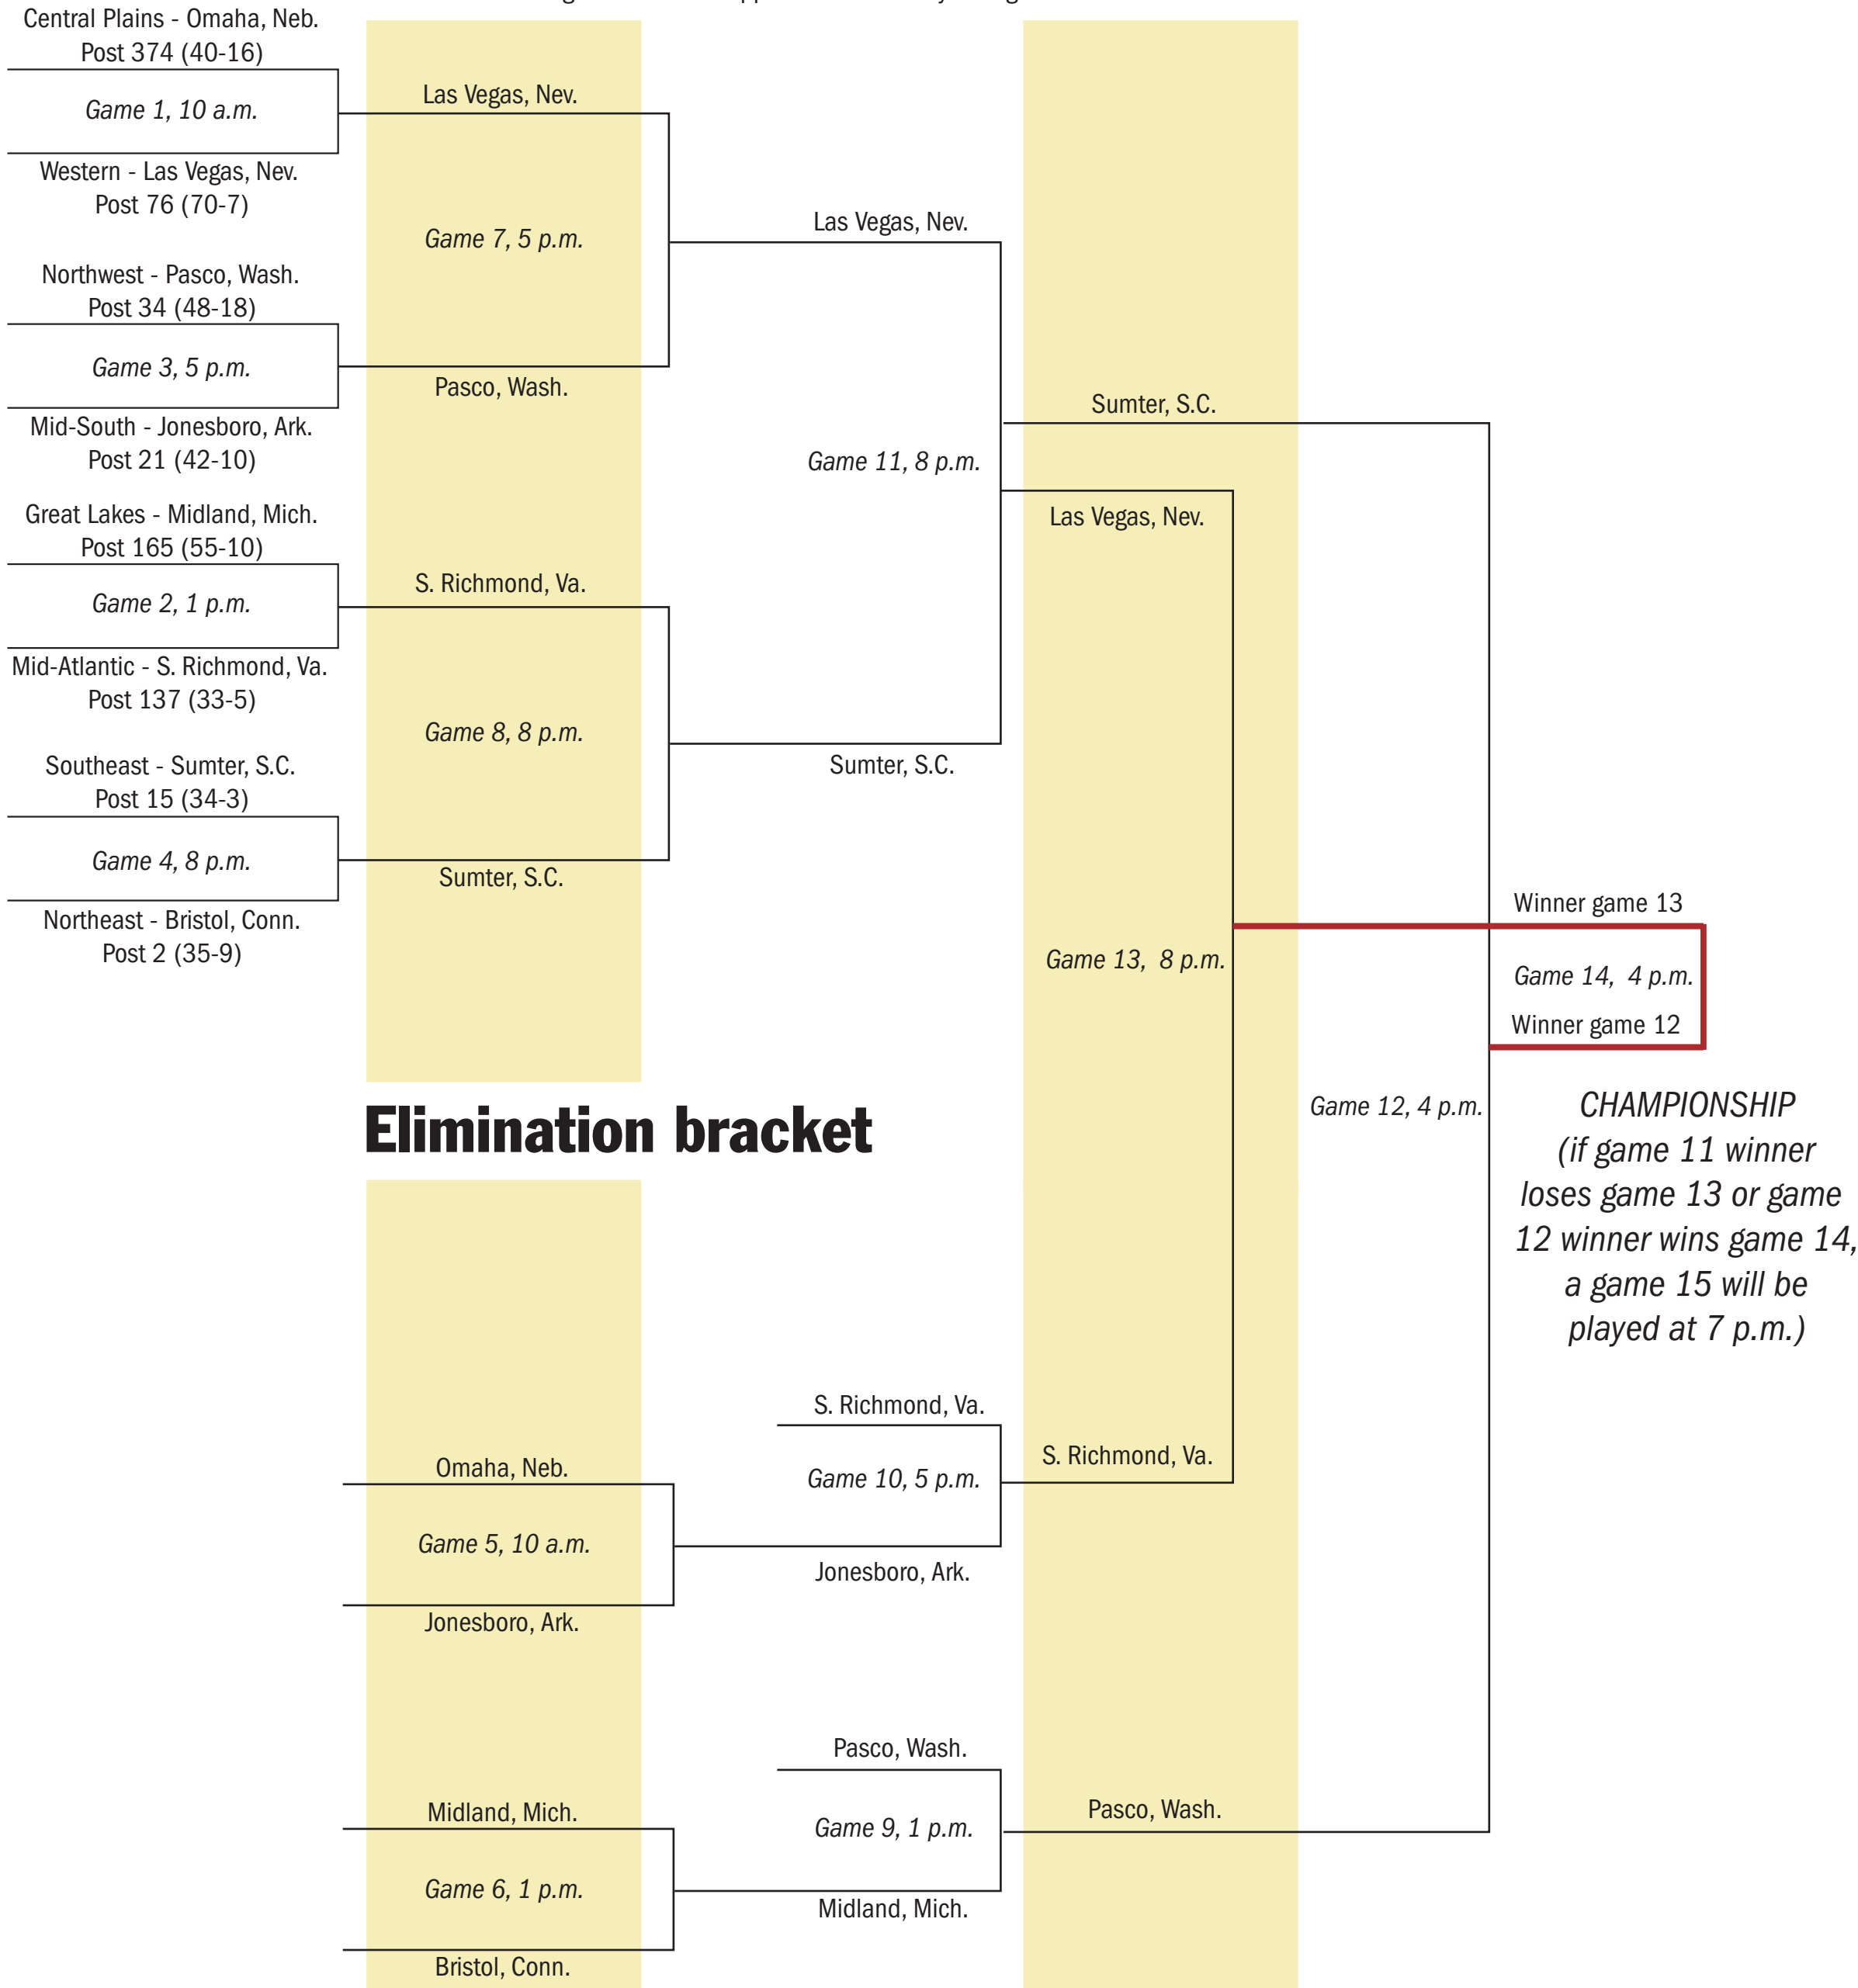 Central Plains - Omaha, Neb.
Post 374 (40-16)
Game 1, 10 a.m.
Western - Las Vegas, Nev.
Post 76 (70-7)
Northwest - Pasco, Wash.
Post 34 (48-18)
Game 3, 5 p.m.
Mid-South - Jonesboro, Ark.
Post 21 (42-10)
Great Lakes - Midland, Mich.
Post 165 (55-10)
Game 2, 1 p.m.
Mid-Atlantic - S. Richmond, Va.
Post 137 (33-5)
Southeast - Sumter, S.C.
Post 15 (34-3)
Game 4, 8 p.m.
Northeast - Bristol, Conn.
Post 2 (35-9)
Las Vegas, Nev.
Game 7, 5 p.m.
Pasco, Wash.
S. Richmond, Va.
Game 8, 8 p.m.
Sumter, S.C.
Las Vegas, Nev.
Game 11, 8 p.m.
Sumter, S.C.
Sumter, S.C.
Las Vegas, Nev.
Game 13, 8 p.m.
Winner game 13
Game 14, 4 p.m.
Winner game 12
Game 12, 4 p.m.
CHAMPIONSHIP
(if game 11 winner
loses game 13 or game
12 winner wins game 14,
a game 15 will be
played at 7 p.m.)
Elimination bracket
Omaha, Neb.
Game 5, 10 a.m.
Jonesboro, Ark.
S. Richmond, Va.
Game 10, 5 p.m.
Jonesboro, Ark.
S. Richmond, Va.
Midland, Mich.
Game 6, 1 p.m.
Bristol, Conn.
Pasco, Wash.
Game 9, 1 p.m.
Midland, Mich.
Pasco, Wash.